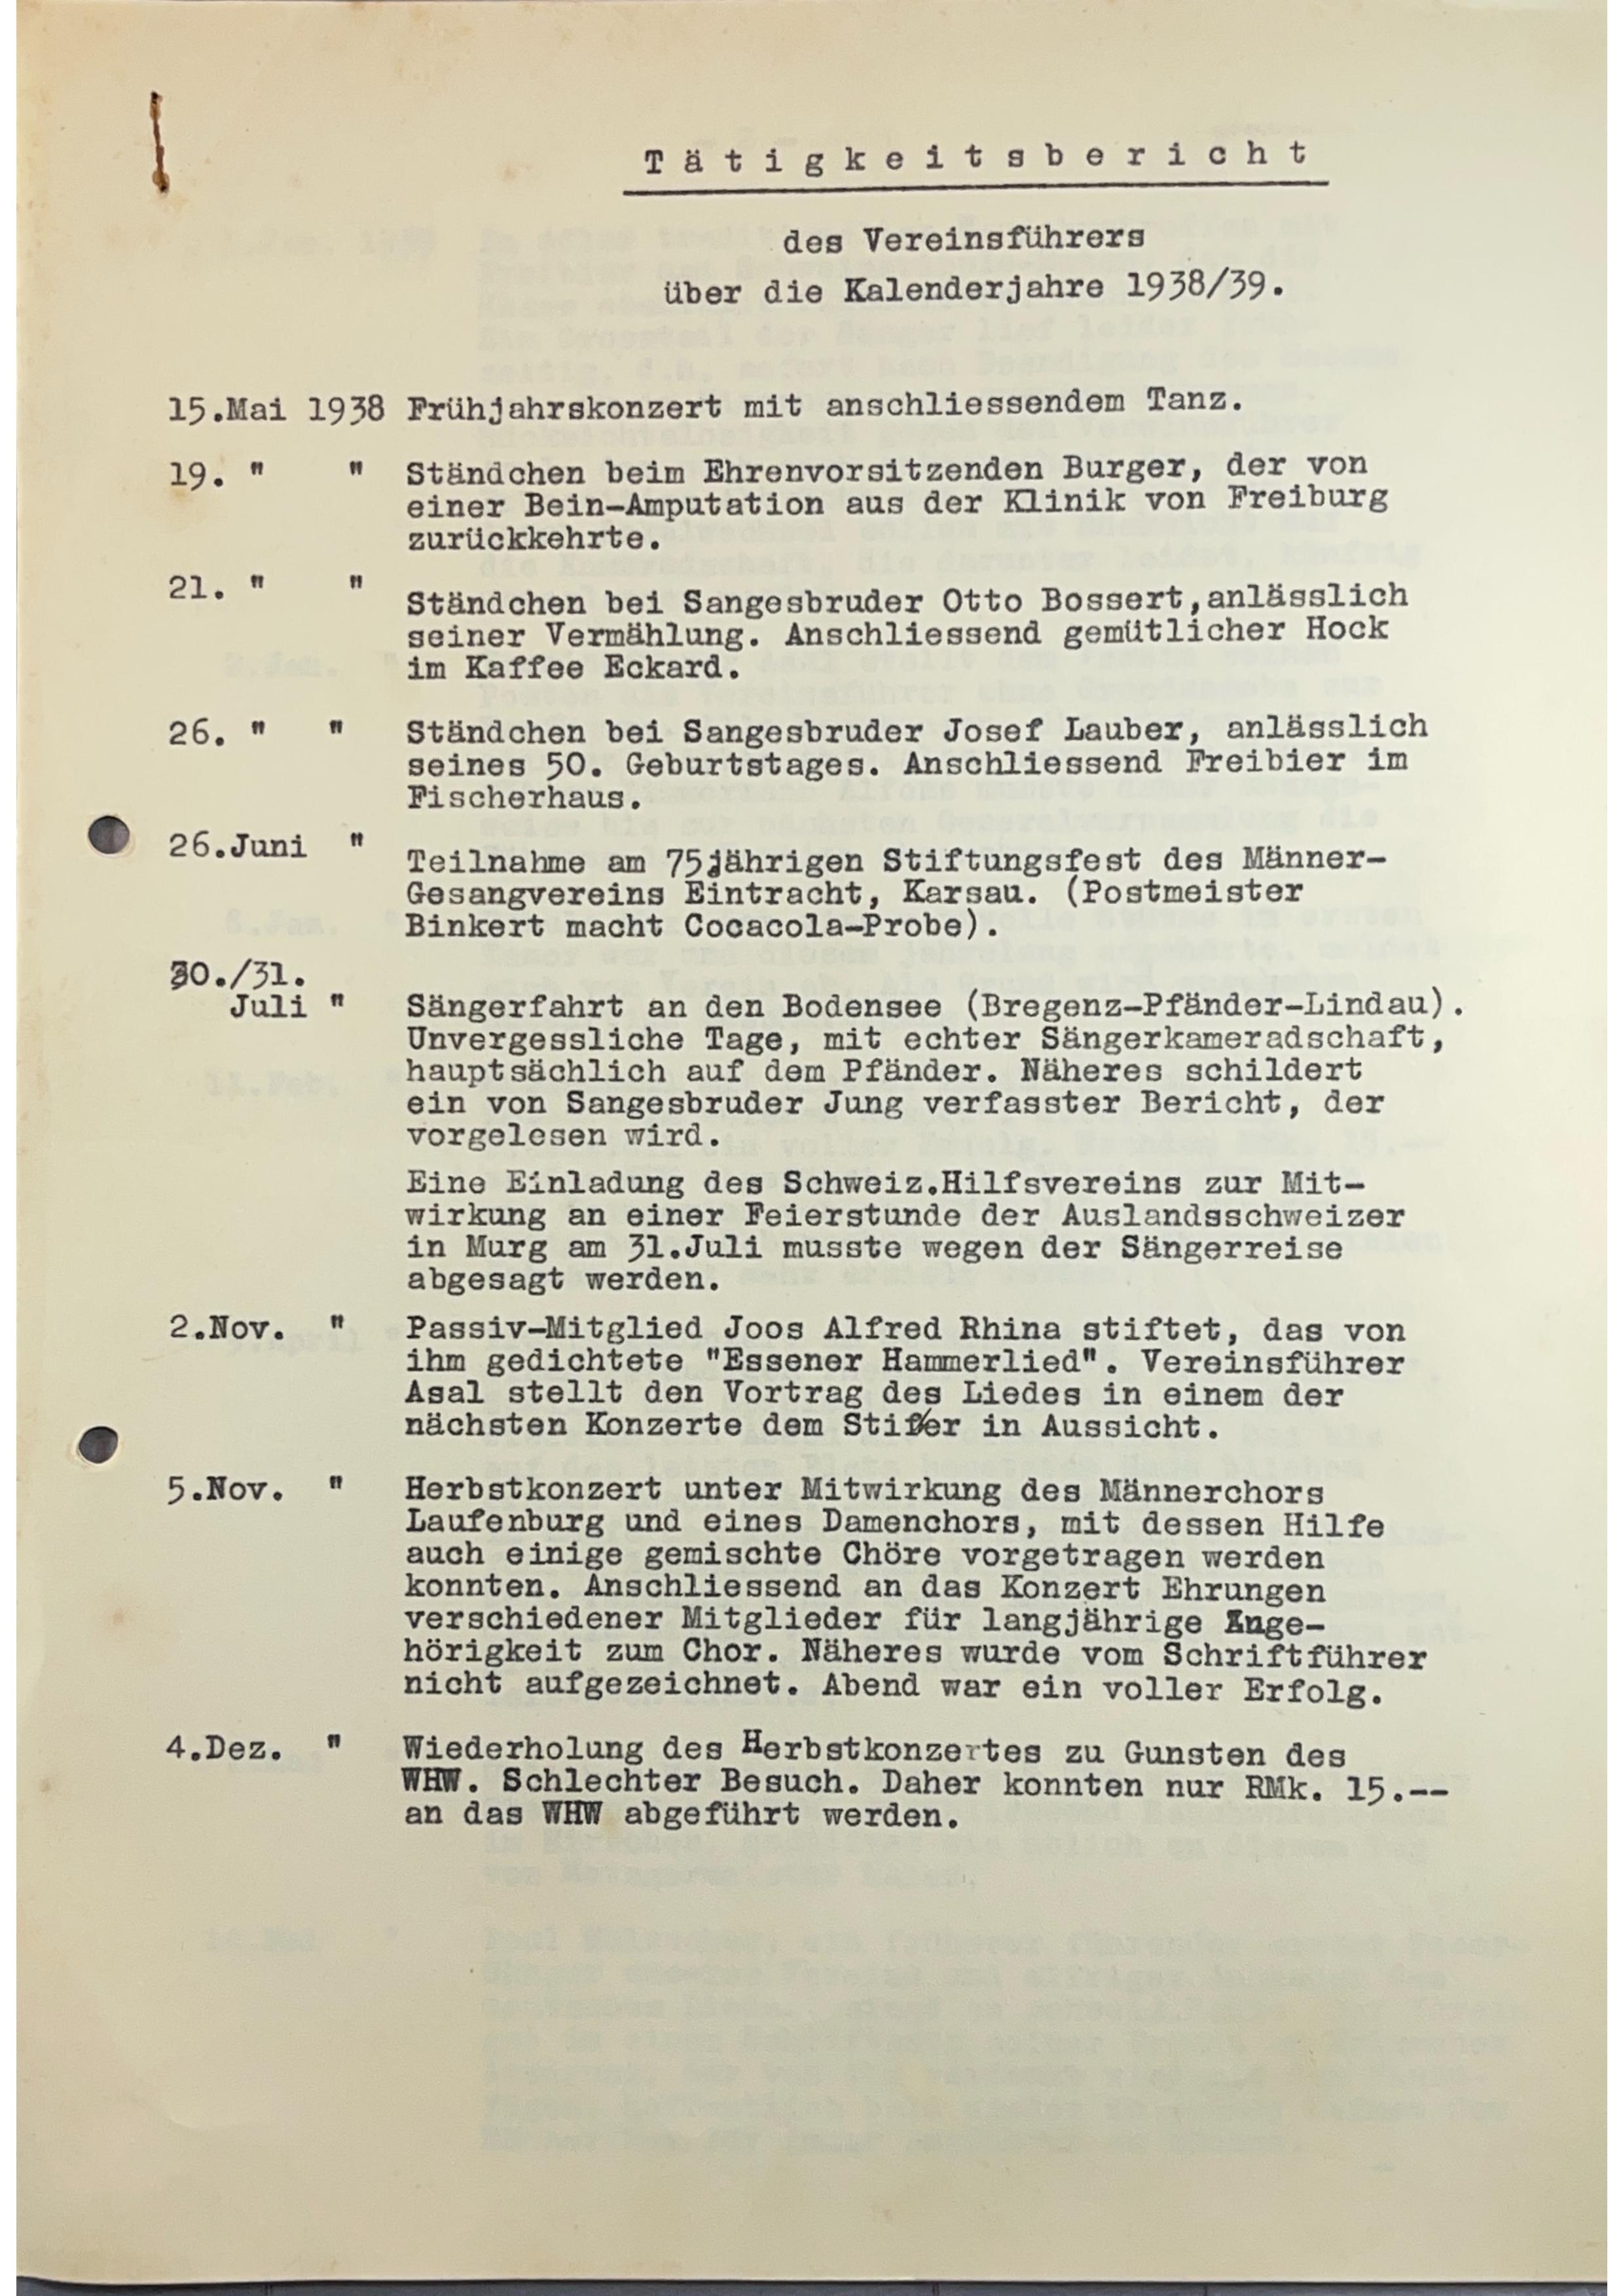 Tätigkeitsbericht
des Vereinsführers
über die Kalenderjahre 1938/39.
15.Mai 1938 Frühjahrskonzert mit anschliessendem Tanz.
19. " " Ständchen beim Ehrenvorsitzenden Burger, der von
einer Bein-Amputation aus der Klinik von Freiburg
zurückkehrte.
21. " " Ständchen bei Sangesbruder Otto Bossert,anlässlich
seiner Vermählung. Anschliessend gemütlicher Hock
im Kaffee Eckard.
26. " " Ständchen bei Sangesbruder Josef Lauber, anlässlich
seines 50. Geburtstages. Anschliessend Freibier im
Fischerhaus.
26.Juni " Teilnahme am 75jährigen Stiftungsfest des Männer-
Gesangvereins Eintracht, Karsau. (Postmeister
Binkert macht Cocacola-Probe).
30./31.
Juli " Sängerfahrt an den Bodensee (Bregenz-Pfänder-Lindau).
Unvergessliche Tage, mit echter Sängerkameradschaft,
hauptsächlich auf dem Pfänder. Näheres schildert
ein von Sangesbruder Jung verfasster Bericht, der
vorgelesen wird.
Eine Einladung des Schweiz.Hilfsvereins zur Mit-
wirkung an einer Feierstunde der Auslandsschweizer
in Murg am 31.Juli musste wegen der Sängerreise
abgesagt werden.
2.Nov. " Passiv-Mitglied Joos Alfred Rhina stiftet, das von
ihm gedichtete "Essener Hammerlied". Vereinsführer
Asal stellt den Vortrag des Liedes in einem der
nächsten Konzerte dem Stifer in Aussicht.
5.Nov. " Herbstkonzert unter Mitwirkung des Männerchors
Laufenburg und eines Damenchors, mit dessen Hilfe
auch einige gemischte Chöre vorgetragen werden
konnten. Anschliessend an das Konzert Ehrungen
verschiedener Mitglieder für langjährige Zuge-
hörigkeit zum Chor. Näheres wurde vom Schriftführer
nicht aufgezeichnet. Abend war ein voller Erfolg.
4.Dez. " Wiederholung des Herbstkonzertes zu Gunsten des
WHW. Schlechter Besuch. Daher konnten nur RMk. 15.--
an das WHW abgeführt werden.